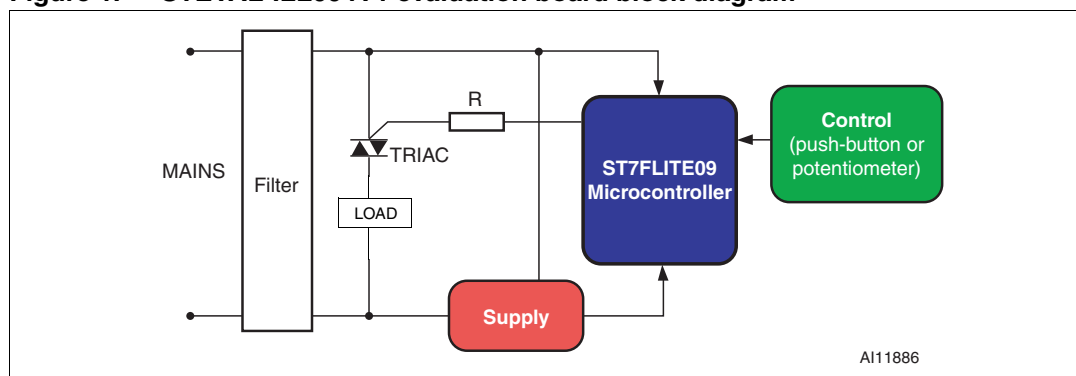 R
TRIAC
MAINS
Filter
LOAD
ST7FLITE09
Microcontroller
Control
(push-button or
potentiometer)
Supply
AI11886